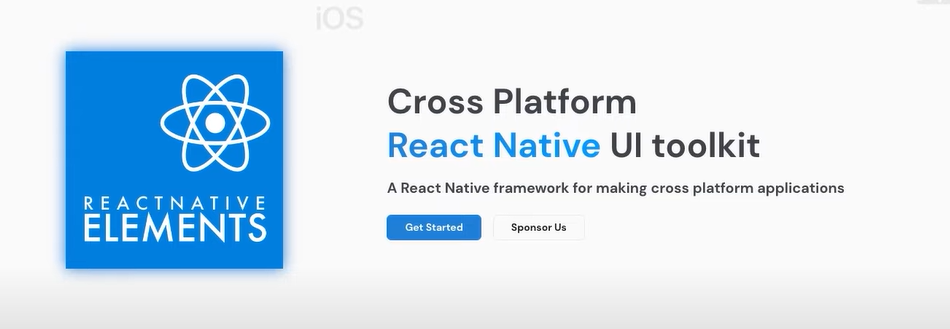 iOS
REACTNATIVE
ELEMENTS
Cross Platform
React Native UI toolkit
A React Native framework for making cross platform applications
Get Started
Sponsor Us